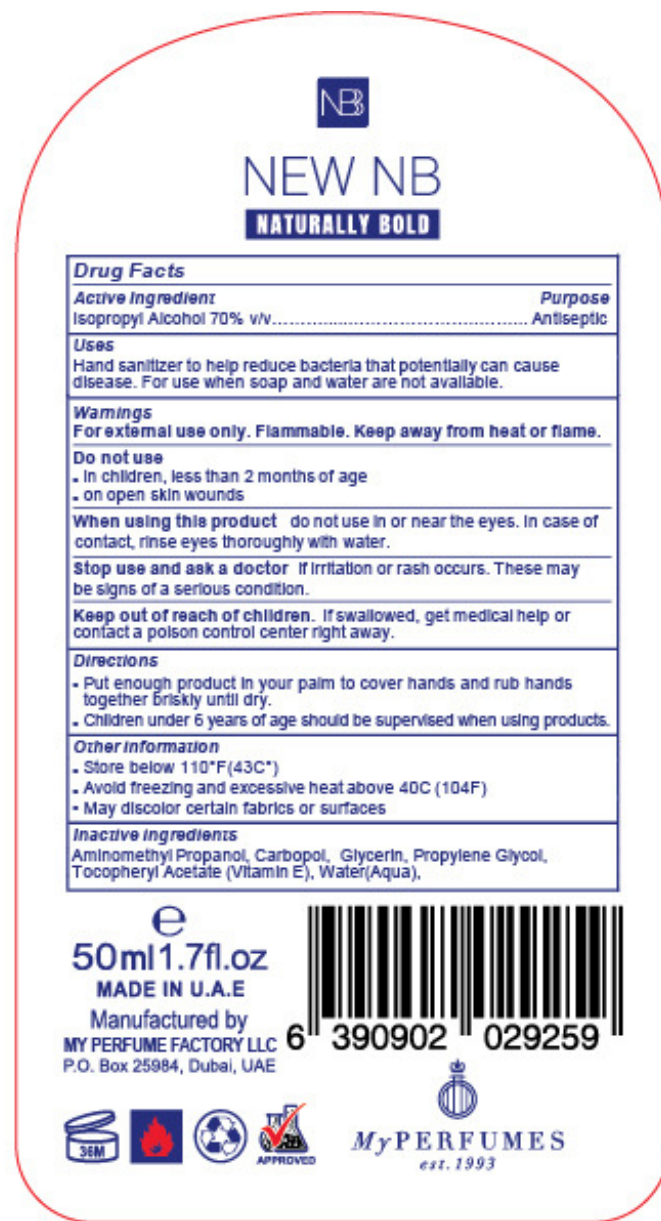 NB
NEW NB
NATURALLY BOLD
Drug Facts
Active Ingredient Purpose
Isopropyl Alcohol 70% v/v.......................................................... Antiseptic
Uses
Hand sanitizer to help reduce bacteria that potentially can cause
disease. For use when soap and water are not available.
Warnings
For external use only. Flammable. Keep away from heat or flame.
Do not use
• in children, less than 2 months of age
• on open skin wounds
When using this product do not use in or near the eyes. In case of
contact, rinse eyes thoroughly with water.
Stop use and ask a doctor if irritation or rash occurs. These may
be signs of a serious condition.
Keep out of reach of children. If swallowed, get medical help or
contact a poison control center right away.
Directions
• Put enough product in your palm to cover hands and rub hands
together briskly until dry.
• Children under 6 years of age should be supervised when using products.
Other information
• Store below 110°F(43C°)
• Avoid freezing and excessive heat above 40C (104F)
• May discolor certain fabrics or surfaces
Inactive ingredients
Aminomethyl Propanol, Carbopol, Glycerin, Propylene Glycol,
Tocopheryl Acetate (Vitamin E), Water(Aqua),
e
50ml 1.7fl.oz
MADE IN U.A.E
Manufactured by
MY PERFUME FACTORY LLC
P.O. Box 25984, Dubai, UAE
6 390902 029259
36M
APPROVED
MyPERFUMES
est.1993